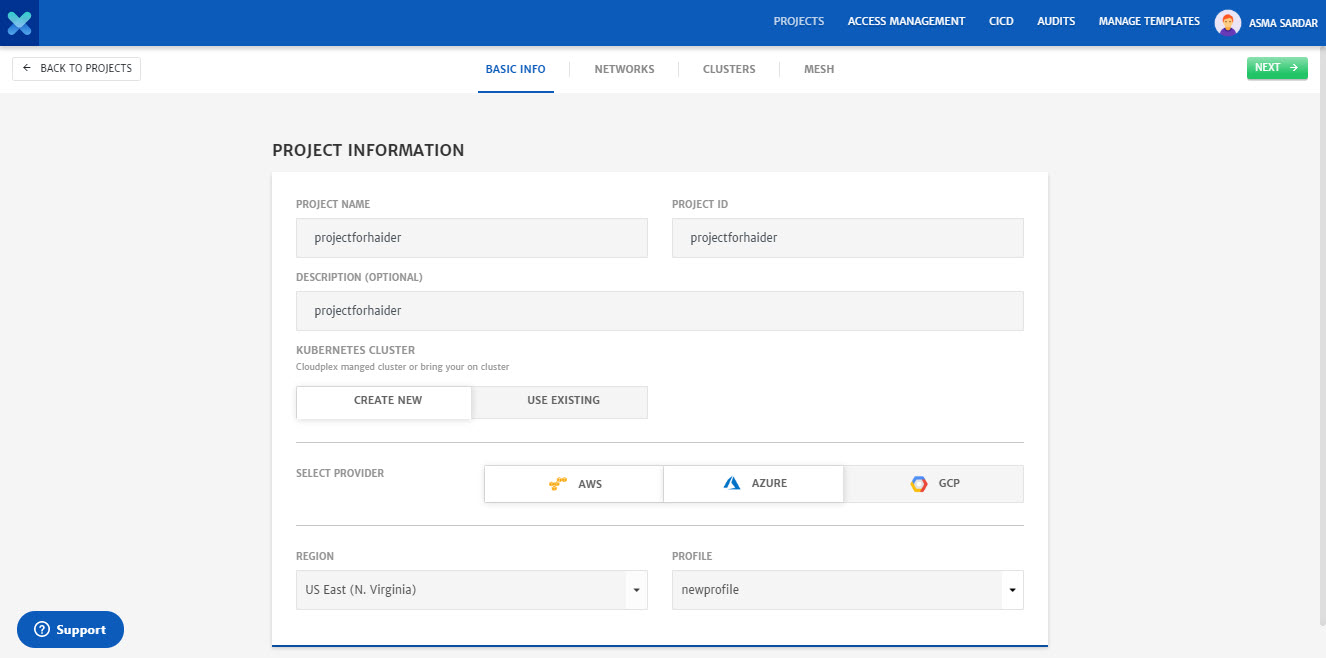 PROJECTS ACCESS MANAGEMENT CICD AUDITS MANAGE TEMPLATES ASMA SARDAR
BACK TO PROJECTS BASIC INFO NETWORKS CLUSTERS MESH NEXT
PROJECT INFORMATION
PROJECT NAME PROJECT ID
projectforhaider projectforhaider
DESCRIPTION (OPTIONAL)
projectforhaider
KUBERNETES CLUSTER
Cloudplex manged cluster or bring your on cluster
CREATE NEW USE EXISTING
SELECT PROVIDER AWS AZURE GCP
REGION PROFILE
US East (N. Virginia) newprofile
Support